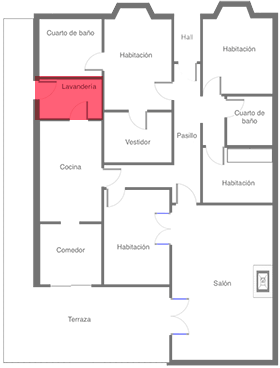 Cuarto de baño
Hall
Habitación
Habitación
Lavandería
Cuarto de
baño
Pasillo
Vestidor
Cocina
Habitación
Habitación
Comedor
Salón
Terraza